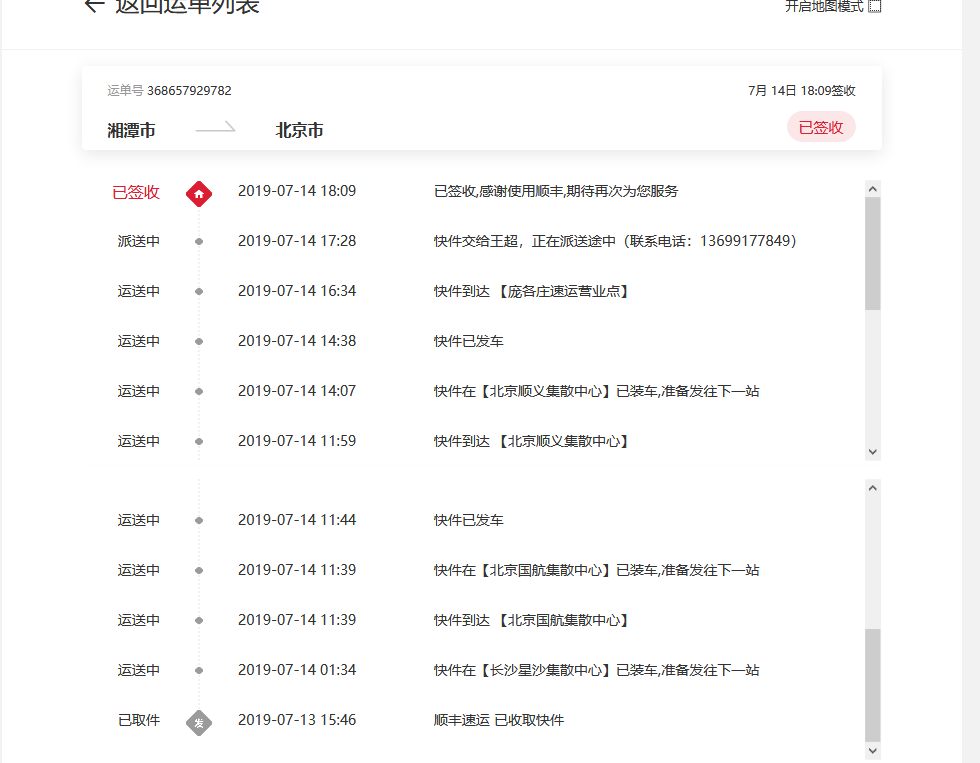 返回运单列表
开启地图模式
运单号 368657929782
7月 14日 18:09签收
湘潭市 北京市
已签收
已签收 2019-07-14 18:09 已签收,感谢使用顺丰,期待再次为您服务
派送中 2019-07-14 17:28 快件交给王超，正在派送途中（联系电话：13699177849）
运送中 2019-07-14 16:34 快件到达 【庞各庄速运营业点】
运送中 2019-07-14 14:38 快件已发车
运送中 2019-07-14 14:07 快件在【北京顺义集散中心】已装车,准备发往下一站
运送中 2019-07-14 11:59 快件到达 【北京顺义集散中心】
运送中 2019-07-14 11:44 快件已发车
运送中 2019-07-14 11:39 快件在【北京国航集散中心】已装车,准备发往下一站
运送中 2019-07-14 11:39 快件到达 【北京国航集散中心】
运送中 2019-07-14 01:34 快件在【长沙星沙集散中心】已装车,准备发往下一站
已取件 发 2019-07-13 15:46 顺丰速运 已收取快件